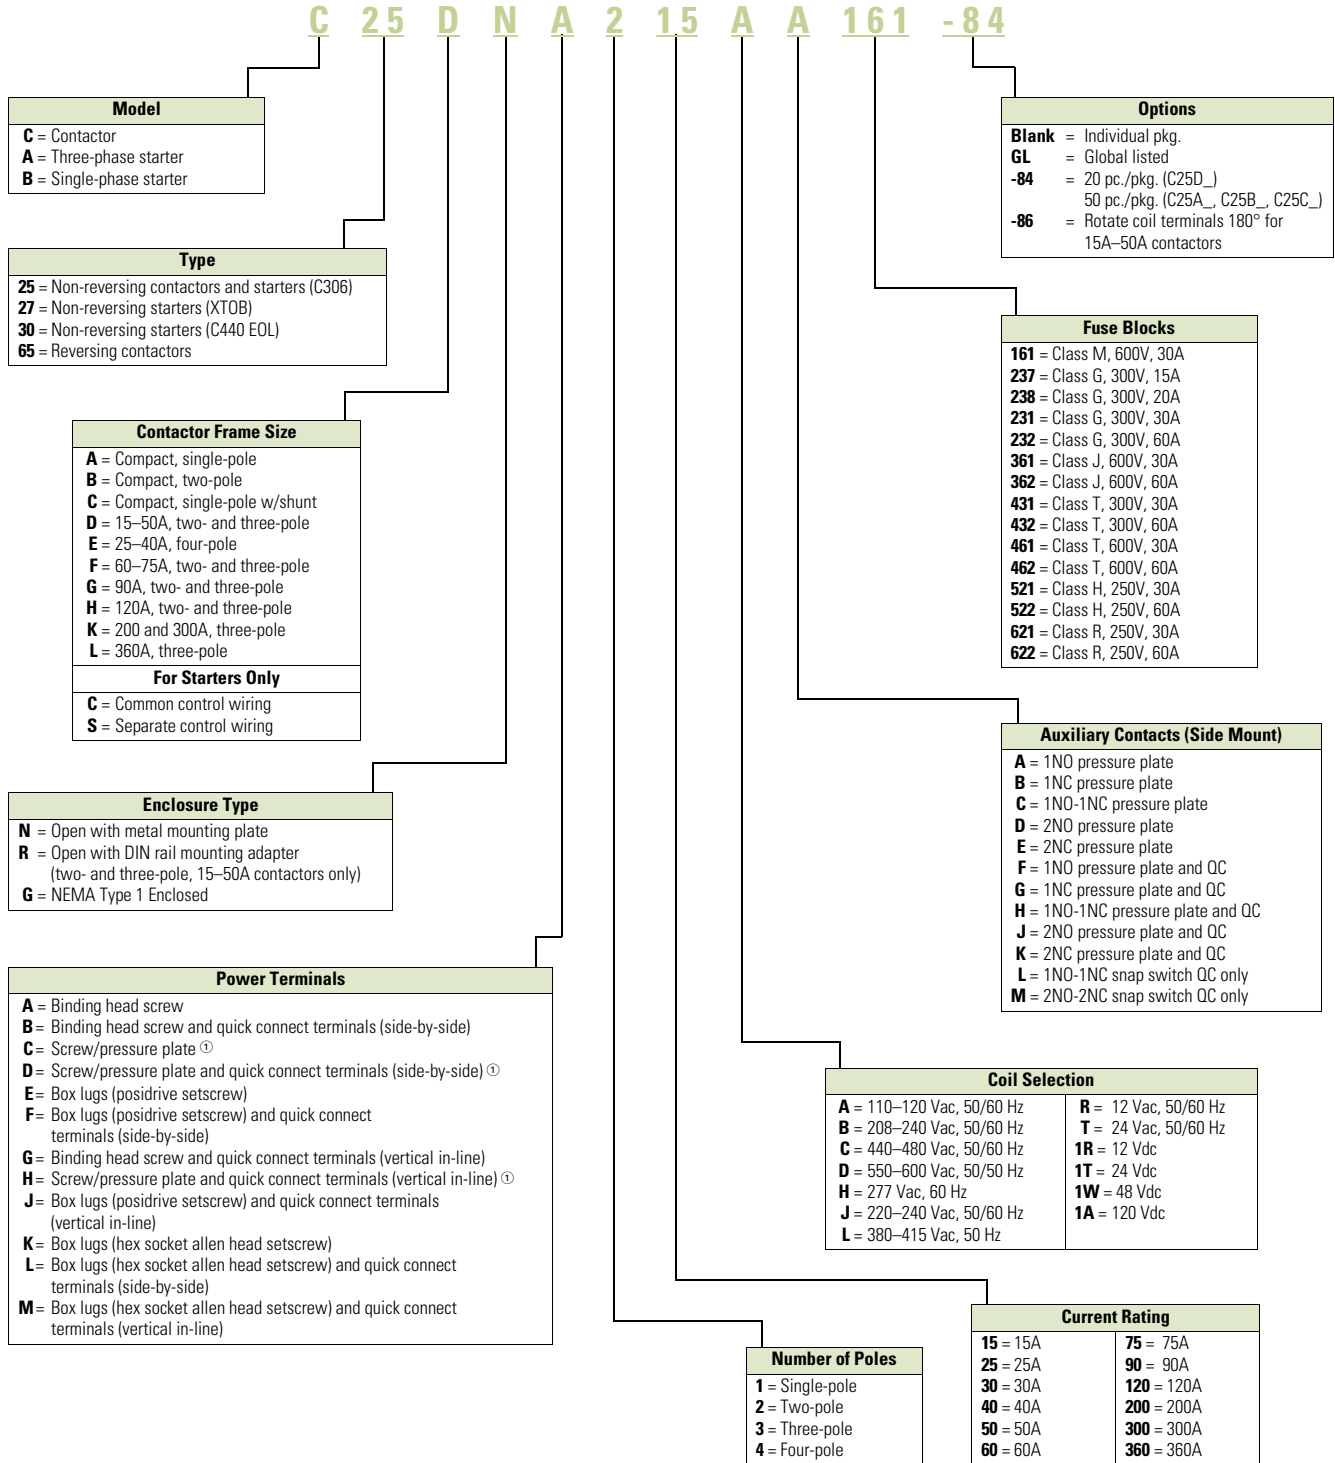 C 25 D N A 2 15 A A 161 -84
Model
C = Contactor
A = Three-phase starter
B = Single-phase starter
Type
25 = Non-reversing contactors and starters (C306)
27 = Non-reversing starters (XTOB)
30 = Non-reversing starters (C440 EOL)
65 = Reversing contactors
Contactor Frame Size
A = Compact, single-pole
B = Compact, two-pole
C = Compact, single-pole w/shunt
D = 15–50A, two- and three-pole
E = 25–40A, four-pole
F = 60–75A, two- and three-pole
G = 90A, two- and three-pole
H = 120A, two- and three-pole
K = 200 and 300A, three-pole
L = 360A, three-pole
For Starters Only
C = Common control wiring
S = Separate control wiring
Enclosure Type
N = Open with metal mounting plate
R = Open with DIN rail mounting adapter
(two- and three-pole, 15–50A contactors only)
G = NEMA Type 1 Enclosed
Power Terminals
A = Binding head screw
B = Binding head screw and quick connect terminals (side-by-side)
C = Screw/pressure plate ①
D = Screw/pressure plate and quick connect terminals (side-by-side) ①
E = Box lugs (posidrive setscrew)
F = Box lugs (posidrive setscrew) and quick connect
terminals (side-by-side)
G = Binding head screw and quick connect terminals (vertical in-line)
H = Screw/pressure plate and quick connect terminals (vertical in-line) ①
J = Box lugs (posidrive setscrew) and quick connect terminals
(vertical in-line)
K = Box lugs (hex socket allen head setscrew)
L = Box lugs (hex socket allen head setscrew) and quick connect
terminals (side-by-side)
M = Box lugs (hex socket allen head setscrew) and quick connect
terminals (vertical in-line)
Number of Poles
1 = Single-pole
2 = Two-pole
3 = Three-pole
4 = Four-pole
Current Rating
15 = 15A
25 = 25A
30 = 30A
40 = 40A
50 = 50A
60 = 60A
75 = 75A
90 = 90A
120 = 120A
200 = 200A
300 = 300A
360 = 360A
Coil Selection
A = 110–120 Vac, 50/60 Hz
B = 208–240 Vac, 50/60 Hz
C = 440–480 Vac, 50/60 Hz
D = 550–600 Vac, 50/50 Hz
H = 277 Vac, 60 Hz
J = 220–240 Vac, 50/60 Hz
L = 380–415 Vac, 50 Hz
R = 12 Vac, 50/60 Hz
T = 24 Vac, 50/60 Hz
1R = 12 Vdc
1T = 24 Vdc
1W = 48 Vdc
1A = 120 Vdc
Auxiliary Contacts (Side Mount)
A = 1NO pressure plate
B = 1NC pressure plate
C = 1NO-1NC pressure plate
D = 2NO pressure plate
E = 2NC pressure plate
F = 1NO pressure plate and QC
G = 1NC pressure plate and QC
H = 1NO-1NC pressure plate and QC
J = 2NO pressure plate and QC
K = 2NC pressure plate and QC
L = 1NO-1NC snap switch QC only
M = 2NO-2NC snap switch QC only
Fuse Blocks
161 = Class M, 600V, 30A
237 = Class G, 300V, 15A
238 = Class G, 300V, 20A
231 = Class G, 300V, 30A
232 = Class G, 300V, 60A
361 = Class J, 600V, 30A
362 = Class J, 600V, 60A
431 = Class T, 300V, 30A
432 = Class T, 300V, 60A
461 = Class T, 600V, 30A
462 = Class T, 600V, 60A
521 = Class H, 250V, 30A
522 = Class H, 250V, 60A
621 = Class R, 250V, 30A
622 = Class R, 250V, 60A
Options
Blank = Individual pkg.
GL = Global listed
-84 = 20 pc./pkg. (C25D_)
50 pc./pkg. (C25A_, C25B_, C25C_)
-86 = Rotate coil terminals 180° for
15A–50A contactors